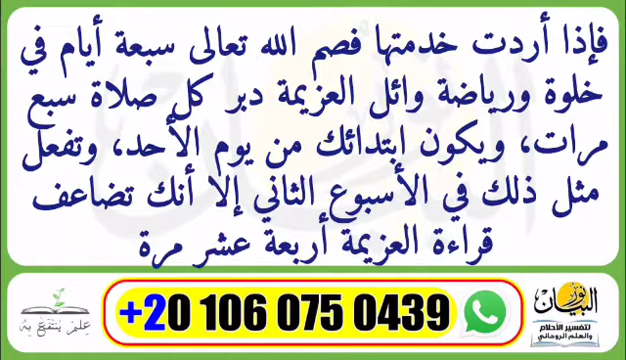 فإذا أردت خدمتها فصم الله تعالى سبعة أيام في
خلوة ورياضة واتل العزيمة دبر كل صلاة سبع
مرات، ويكون ابتدائك من يوم الأحد، وتفعل
مثل ذلك في الأسبوع الثاني إلا أنك تضاعف
قراءة العزيمة أربعة عشر مرة
علم ينتفع به
+20 106 075 0439
نور البيان
لتفسير الأحلام
والعلم الروحاني